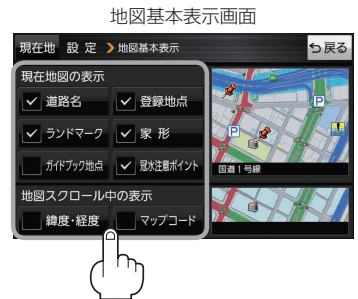 地図基本表示画面
現在地 設定 地図基本表示 戻る
現在地図の表示
道路名 登録地点
ランドマーク 家形
ガイドブック地点 冠水注意ポイント
国道1号線
地図スクロール中の表示
緯度・経度 マップコード
P
P